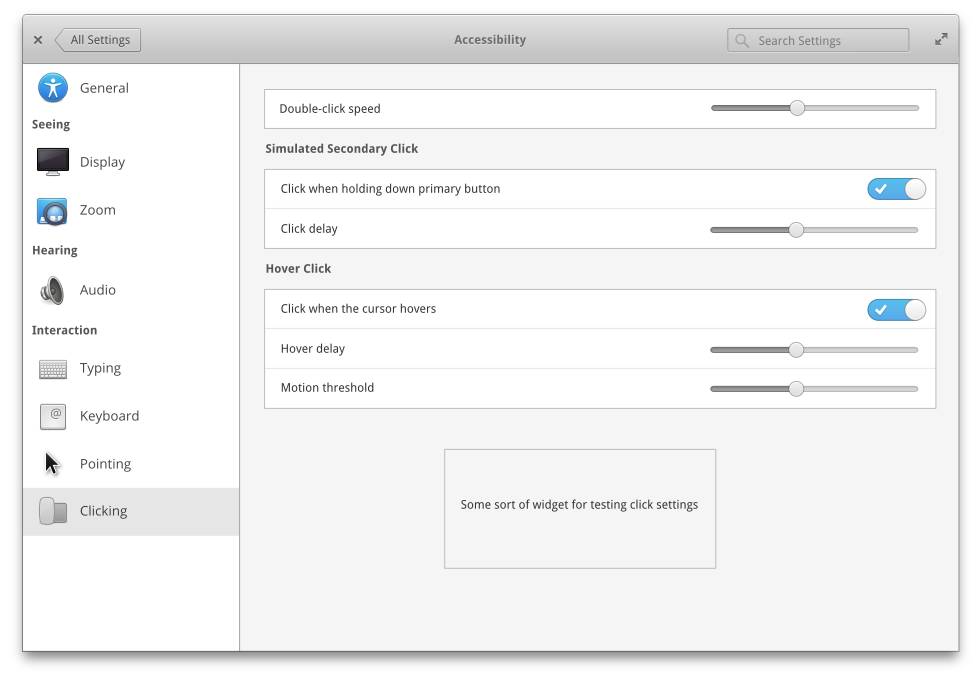 All Settings
Accessibility
Search Settings
General
Seeing
Display
Zoom
Hearing
Audio
Interaction
Typing
@
Keyboard
Pointing
Clicking
Double-click speed
Simulated Secondary Click
Click when holding down primary button
Click delay
Hover Click
Click when the cursor hovers
Hover delay
Motion threshold
Some sort of widget for testing click settings